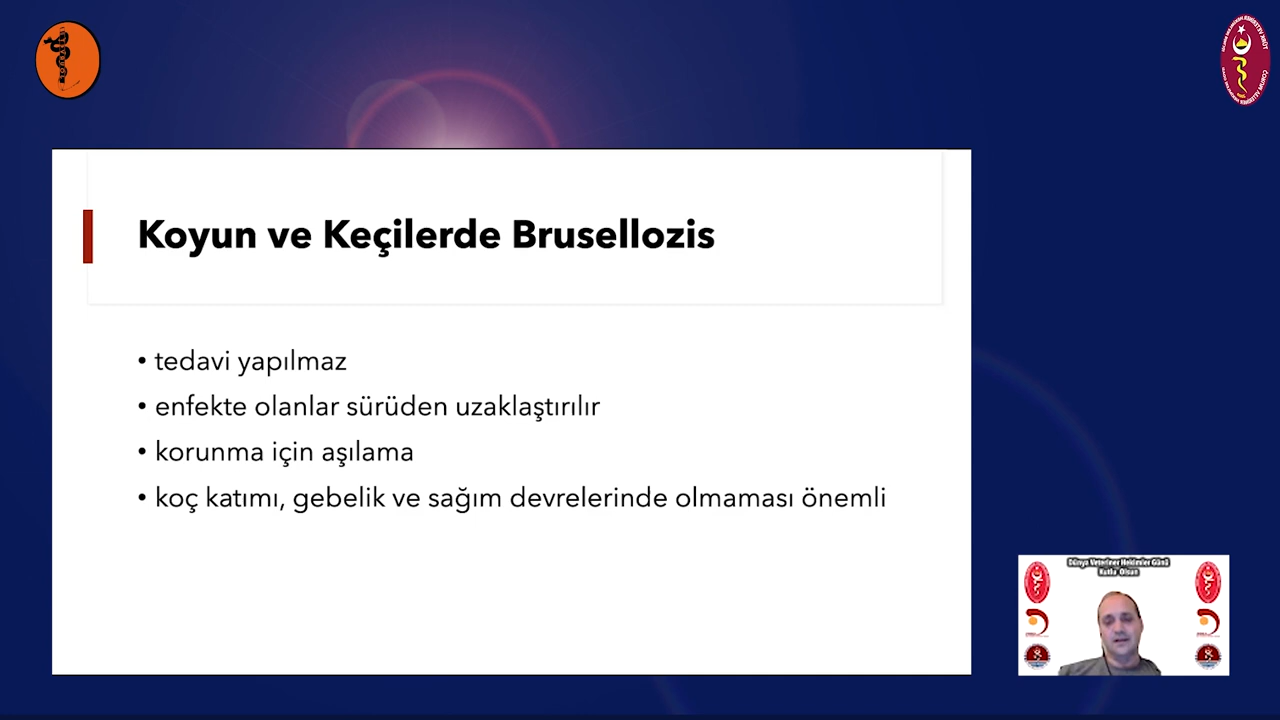 Koyun ve Keçilerde Brusellozis
• tedavi yapılmaz
• enfekte olanlar sürüden uzaklaştırılır
• korunma için aşılama
• koç katımı, gebelik ve sağım devrelerinde olmaması önemli
Dünya Veteriner Hekimler Günü
Kutlu Olsun